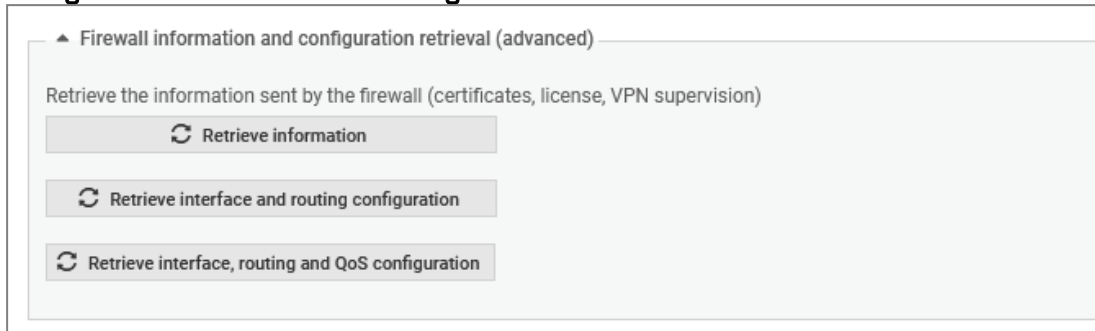 Firewall information and configuration retrieval (advanced)
Retrieve the information sent by the firewall (certificates, license, VPN supervision)
Retrieve information
Retrieve interface and routing configuration
Retrieve interface, routing and QoS configuration